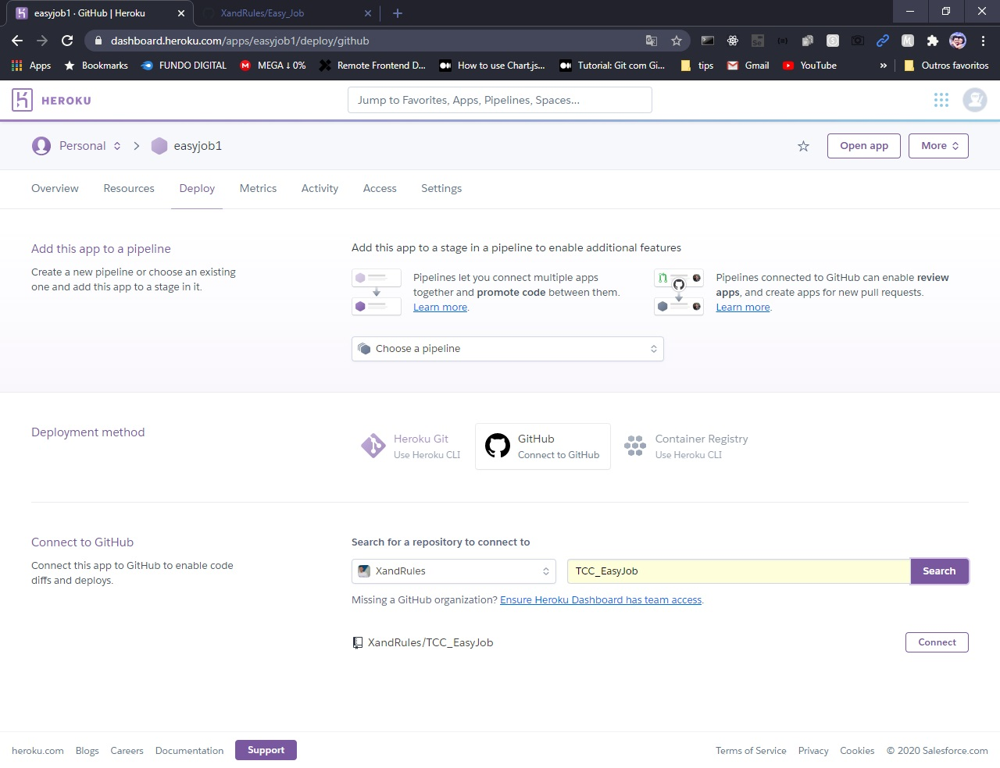 easyjob1 · GitHub | Heroku
XandRules/Easy_Job
dashboard.heroku.com/apps/easyjob1/deploy/github
Apps
Bookmarks
FUNDO DIGITAL
MEGA ↓ 0%
Remote Frontend D...
How to use Chart.js...
Tutorial: Git com Gi...
tips
Gmail
YouTube
»
Outros favoritos
HEROKU
Jump to Favorites, Apps, Pipelines, Spaces...
Personal
easyjob1
Open app
More
Overview
Resources
Deploy
Metrics
Activity
Access
Settings
Add this app to a pipeline
Create a new pipeline or choose an existing
one and add this app to a stage in it.
Add this app to a stage in a pipeline to enable additional features
Pipelines let you connect multiple apps
together and promote code between them.
Learn more.
Pipelines connected to GitHub can enable review
apps, and create apps for new pull requests.
Learn more.
Choose a pipeline
Deployment method
Heroku Git
Use Heroku CLI
GitHub
Connect to GitHub
Container Registry
Use Heroku CLI
Connect to GitHub
Connect this app to GitHub to enable code
diffs and deploys.
Search for a repository to connect to
XandRules
TCC_EasyJob
Search
Missing a GitHub organization? Ensure Heroku Dashboard has team access.
XandRules/TCC_EasyJob
Connect
heroku.com
Blogs
Careers
Documentation
Support
Terms of Service
Privacy
Cookies
© 2020 Salesforce.com